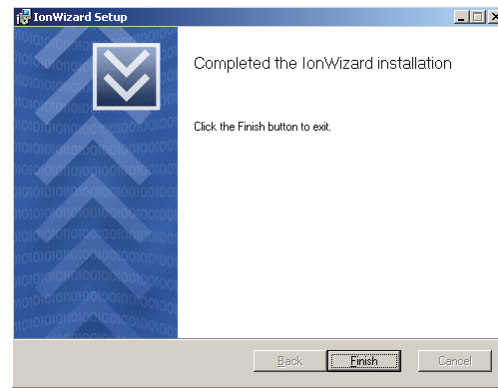 IonWizard Setup
Completed the IonWizard installation
Click the Finish button to exit.
Back Finish Cancel